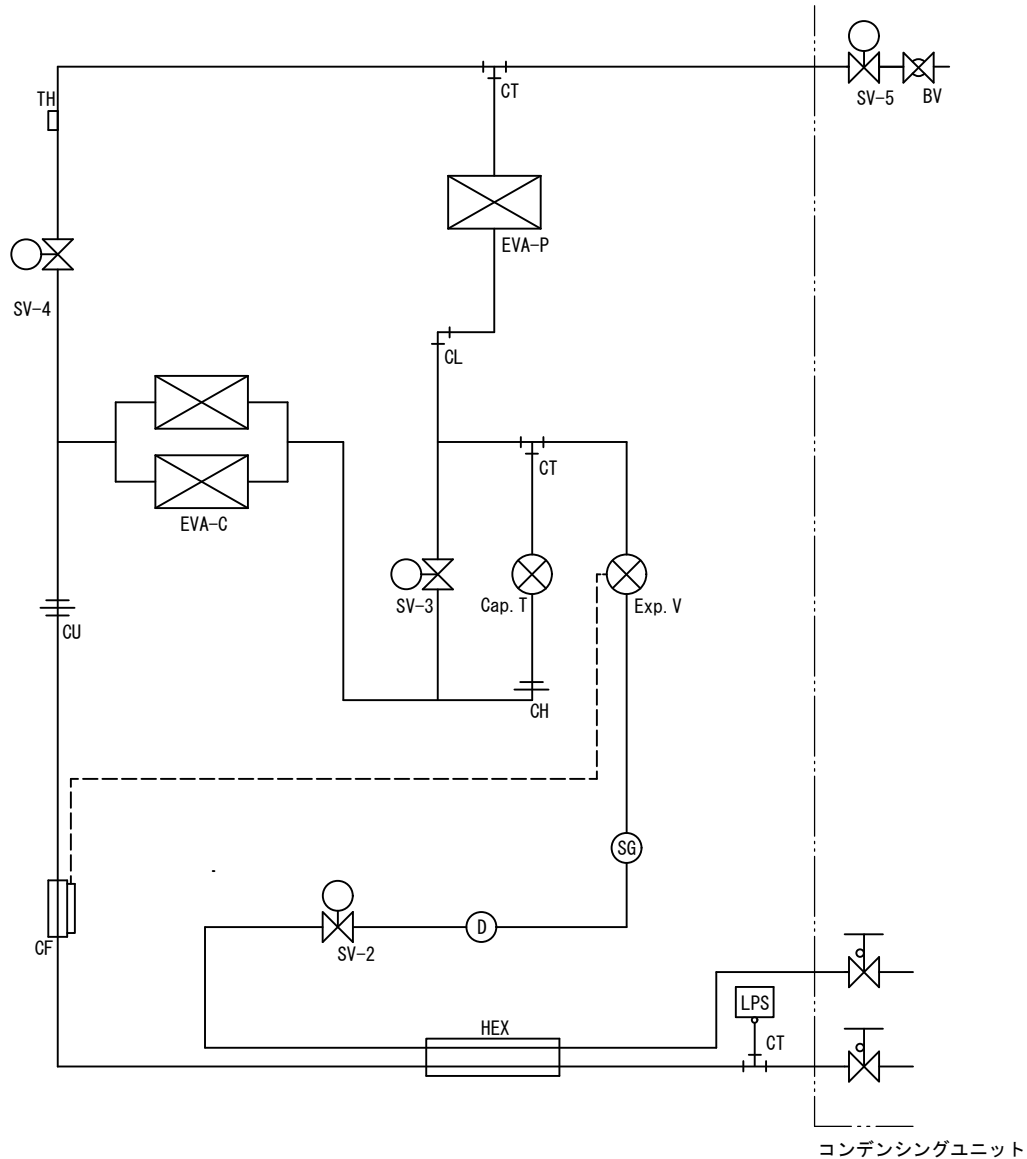 CT
SV-5
BV
TH
EVA-P
SV-4
CL
CT
EVA-C
SV-3
Cap. T
Exp. V
CU
CH
SG
D
CF
SV-2
LPS
HEX
CT
コンデンシングユニット